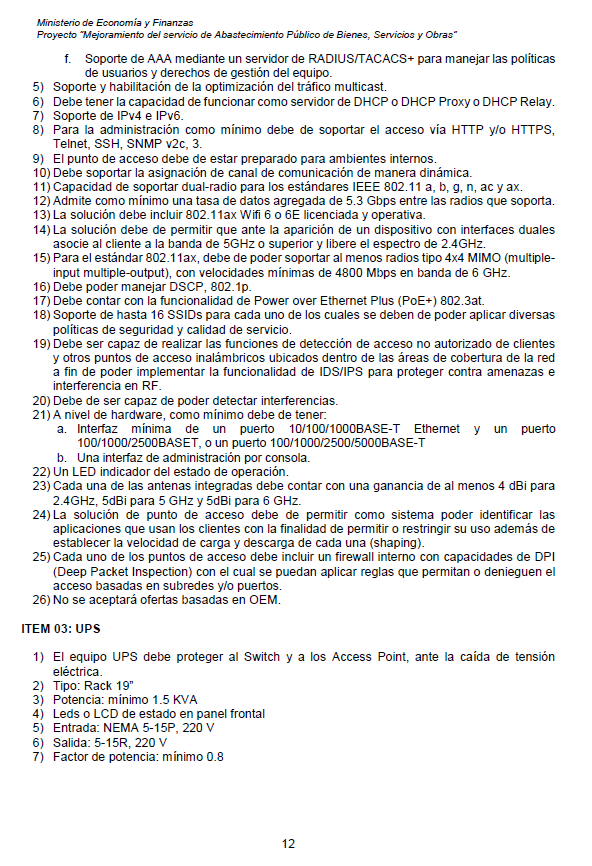 Ministerio de Economía y Finanzas
Proyecto "Mejoramiento del servicio de Abastecimiento Público de Bienes, Servicios y Obras"
f. Soporte de AAA mediante un servidor de RADIUS/TACACS+ para manejar las políticas
de usuarios y derechos de gestión del equipo.
5) Soporte y habilitación de la optimización del tráfico multicast.
6) Debe tener la capacidad de funcionar como servidor de DHCP o DHCP Proxy o DHCP Relay.
7) Soporte de IPv4 e IPv6.
8) Para la administración como mínimo debe de soportar el acceso vía HTTP y/o HTTPS,
Telnet, SSH, SNMP v2c, 3.
9) El punto de acceso debe de estar preparado para ambientes internos.
10) Debe soportar la asignación de canal de comunicación de manera dinámica.
11) Capacidad de soportar dual-radio para los estándares IEEE 802.11 a, b, g, n, ac y ax.
12) Admite como mínimo una tasa de datos agregada de 5.3 Gbps entre las radios que soporta.
13) La solución debe incluir 802.11ax Wifi 6 o 6E licenciada y operativa.
14) La solución debe de permitir que ante la aparición de un dispositivo con interfaces duales
asocie al cliente a la banda de 5GHz o superior y libere el espectro de 2.4GHz.
15) Para el estándar 802.11ax, debe de poder soportar al menos radios tipo 4x4 MIMO (multiple-
input multiple-output), con velocidades mínimas de 4800 Mbps en banda de 6 GHz.
16) Debe poder manejar DSCP, 802.1p.
17) Debe contar con la funcionalidad de Power over Ethernet Plus (PoE+) 802.3at.
18) Soporte de hasta 16 SSIDs para cada uno de los cuales se deben de poder aplicar diversas
políticas de seguridad y calidad de servicio.
19) Debe ser capaz de realizar las funciones de detección de acceso no autorizado de clientes
y otros puntos de acceso inalámbricos ubicados dentro de las áreas de cobertura de la red
a fin de poder implementar la funcionalidad de IDS/IPS para proteger contra amenazas e
interferencia en RF.
20) Debe de ser capaz de poder detectar interferencias.
21) A nivel de hardware, como mínimo debe de tener:
a. Interfaz mínima de un puerto 10/100/1000BASE-T Ethernet y un puerto
100/1000/2500BASET, o un puerto 100/1000/2500/5000BASE-T
b. Una interfaz de administración por consola.
22) Un LED indicador del estado de operación.
23) Cada una de las antenas integradas debe contar con una ganancia de al menos 4 dBi para
2.4GHz, 5dBi para 5 GHz y 5dBi para 6 GHz.
24) La solución de punto de acceso debe de permitir como sistema poder identificar las
aplicaciones que usan los clientes con la finalidad de permitir o restringir su uso además de
establecer la velocidad de carga y descarga de cada una (shaping).
25) Cada uno de los puntos de acceso debe incluir un firewall interno con capacidades de DPI
(Deep Packet Inspection) con el cual se puedan aplicar reglas que permitan o denieguen el
acceso basadas en subredes y/o puertos.
26) No se aceptará ofertas basadas en OEM.
ITEM 03: UPS
1) El equipo UPS debe proteger al Switch y a los Access Point, ante la caída de tensión
eléctrica.
2) Tipo: Rack 19"
3) Potencia: mínimo 1.5 KVA
4) Leds o LCD de estado en panel frontal
5) Entrada: NEMA 5-15P, 220 V
6) Salida: 5-15R, 220 V
7) Factor de potencia: mínimo 0.8
12